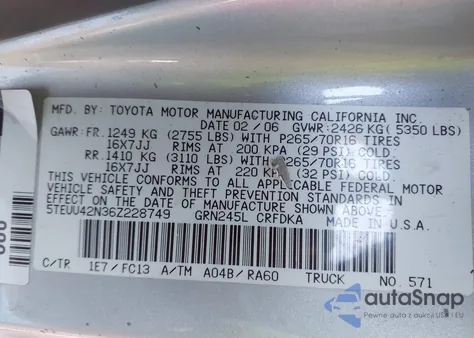 MFD. BY: TOYOTA MOTOR MANUFACTURING CALIFORNIA INC.
DATE 02/06 GVWR: 2426 KG (5350 LBS)
GAWR: FR. 1249 KG (2755 LBS) WITH P265/70R16 TIRES
16X7JJ RIMS AT 200 KPA (29 PSI) COLD.
RR. 1410 KG (3110 LBS) WITH P265/70R16 TIRES
16X7JJ RIMS AT 220 KPA (32 PSI) COLD.
THIS VEHICLE CONFORMS TO ALL APPLICABLE FEDERAL MOTOR
VEHICLE SAFETY AND THEFT PREVENTION STANDARDS IN
EFFECT ON THE DATE OF MANUFACTURE SHOWN ABOVE.
5TEUU42N36Z228749 GRN245L CRFDKA U.S.A.
C/TR 1E7/FC13 A/TM A04B/RA60 TRUCK NO. 571
autoSnap
Pewne auta z aukcji USA